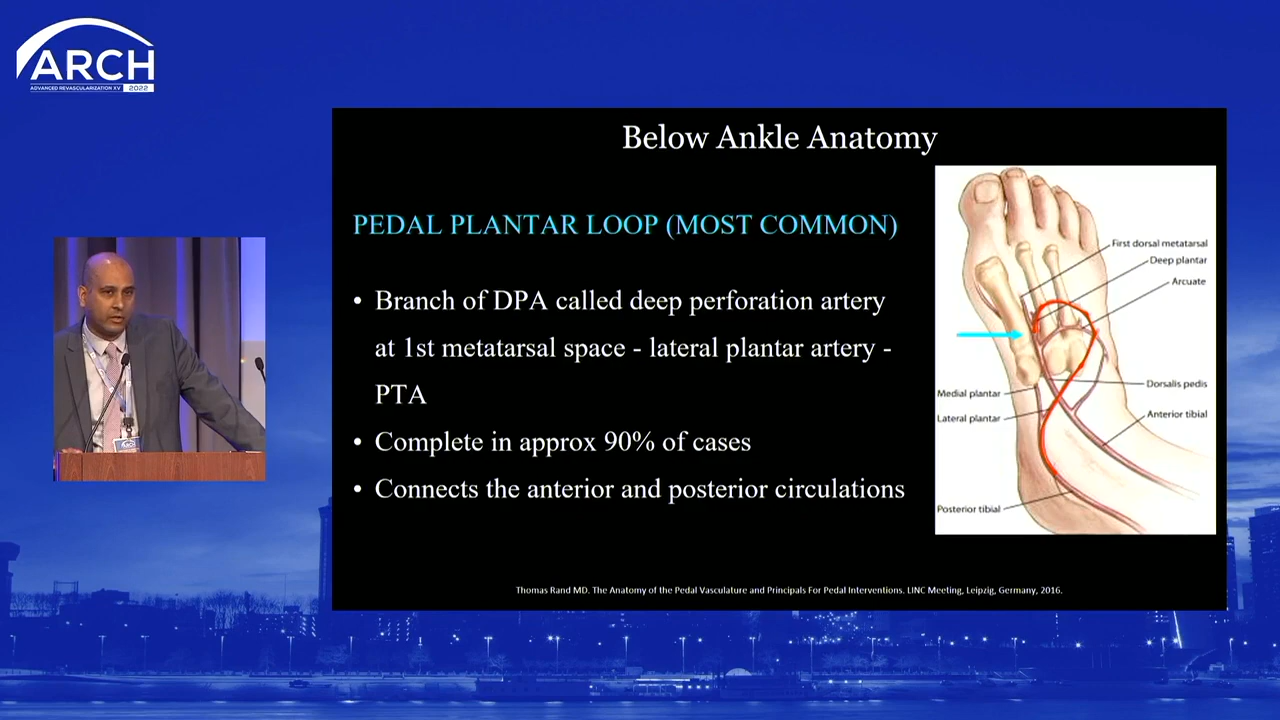 ARCH
ADVANCED REVASCULARIZATION XV 2022
Below Ankle Anatomy
PEDAL PLANTAR LOOP (MOST COMMON)
• Branch of DPA called deep perforation artery
at 1st metatarsal space - lateral plantar artery -
PTA
• Complete in approx 90% of cases
• Connects the anterior and posterior circulations
First dorsal metatarsal
Deep plantar
Arcuate
Dorsalis pedis
Medial plantar
Anterior tibial
Lateral plantar
Posterior tibial
Thomas Rand MD. The Anatomy of the Pedal Vasculature and Principals For Pedal Interventions. LINC Meeting, Leipzig, Germany, 2016.